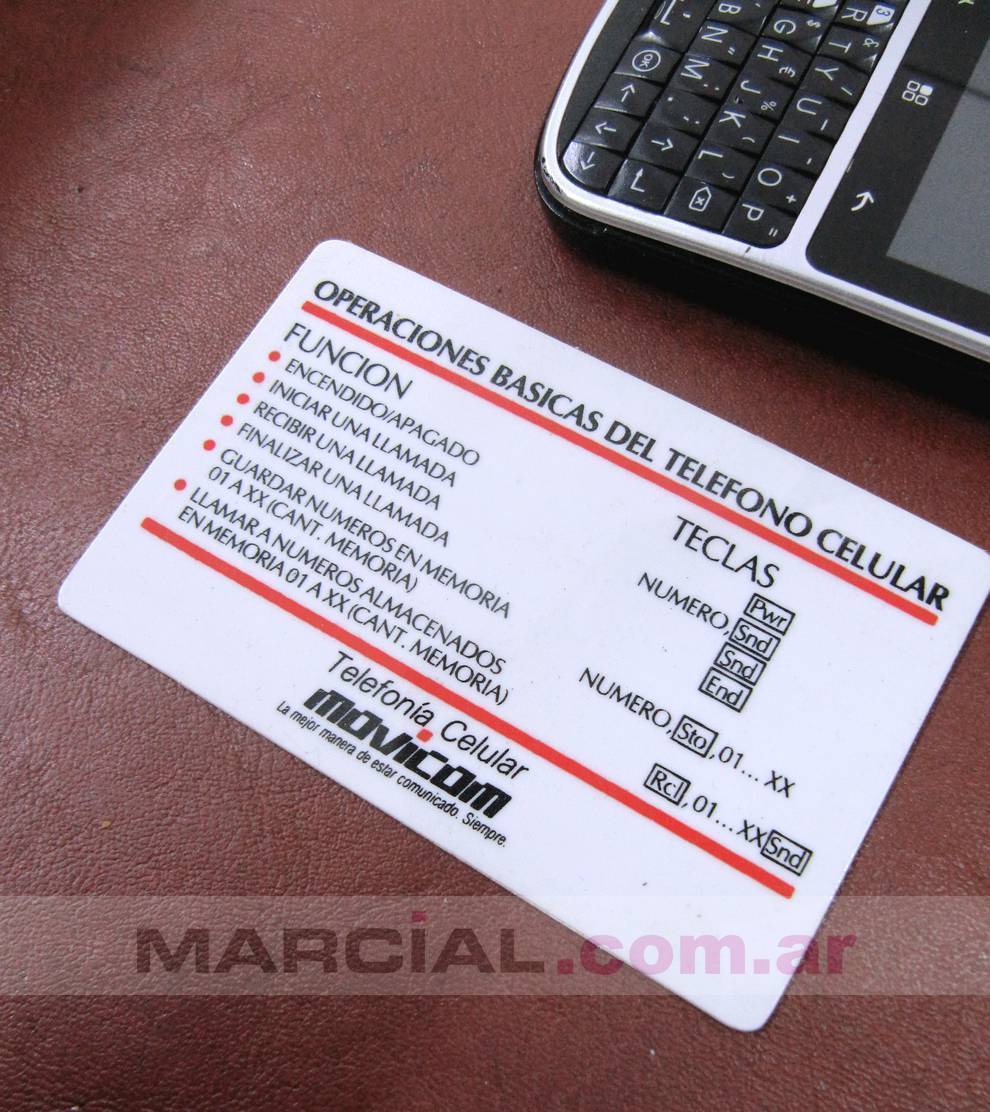 OPERACIONES BASICAS DEL TELEFONO CELULAR
FUNCION
TECLAS
ENCENDIDO/APAGADO
Pwr
INICIAR UNA LLAMADA
NUMERO, Snd
RECIBIR UNA LLAMADA
Snd
FINALIZAR UNA LLAMADA
End
GUARDAR NUMEROS EN MEMORIA
01 A XX (CANT. MEMORIA)
NUMERO, Sto, 01... XX
LLAMAR A NUMEROS ALMACENADOS
EN MEMORIA 01 A XX (CANT. MEMORIA)
Rcl, 01... XX Snd
Telefonía Celular
MOVICOM
La mejor manera de estar comunicado. Siempre.
R T Y U I O P
G H J K L
B N M
OK
MARCiAL.com.ar